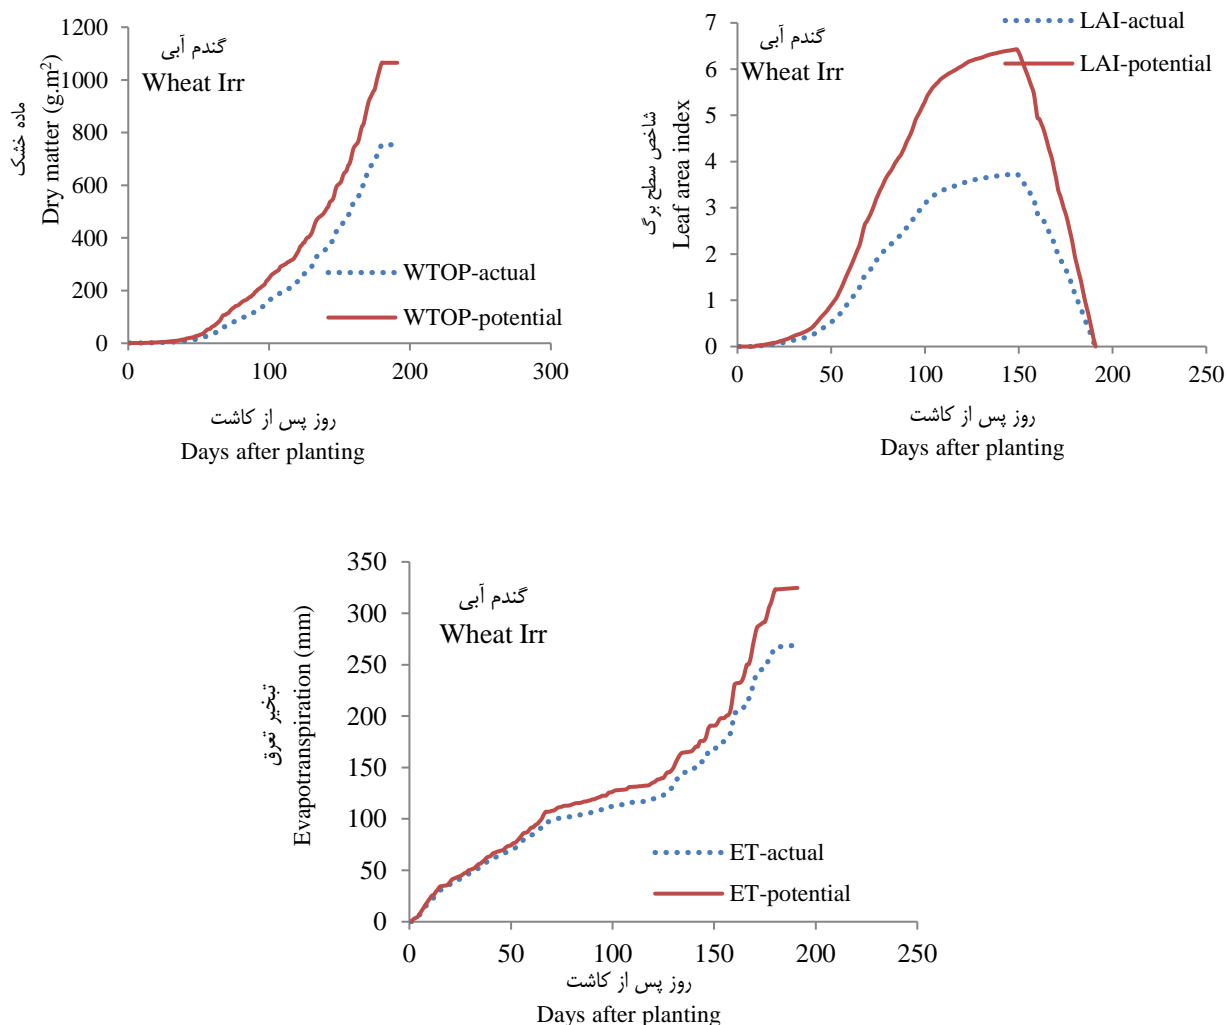 1200
1000
800
600
400
200
0
ماده خشک
Dry matter (g.m²)
گندم آبی
Wheat Irr
WTOP-actual
WTOP-potential
0 100 200 300
روز پس از کاشت
Days after planting
7
6
5
4
3
2
1
0
شاخص سطح برگ
Leaf area index
گندم آبی
Wheat Irr
LAI-actual
LAI-potential
0 50 100 150 200 250
روز پس از کاشت
Days after planting
350
300
250
200
150
100
50
0
تبخیر تعرق
Evapotranspiration (mm)
گندم آبی
Wheat Irr
ET-actual
ET-potential
0 50 100 150 200 250
روز پس از کاشت
Days after planting